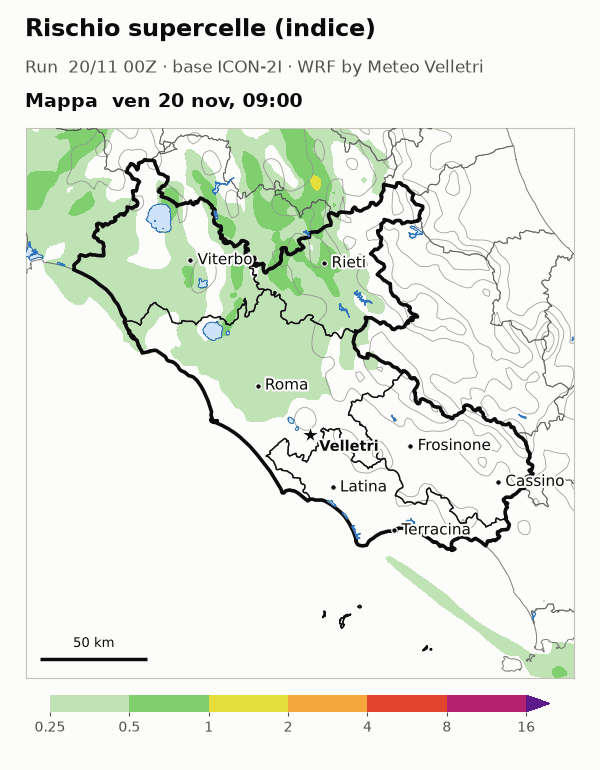 Rischio supercelle (indice)
Run  20/11 00Z · base ICON-2I · WRF by Meteo Velletri
Mappa  ven 20 nov, 09:00
Viterbo
Rieti
Roma
Velletri
Frosinone
Cassino
Latina
Terracina
50 km
0.25 0.5 1 2 4 8 16